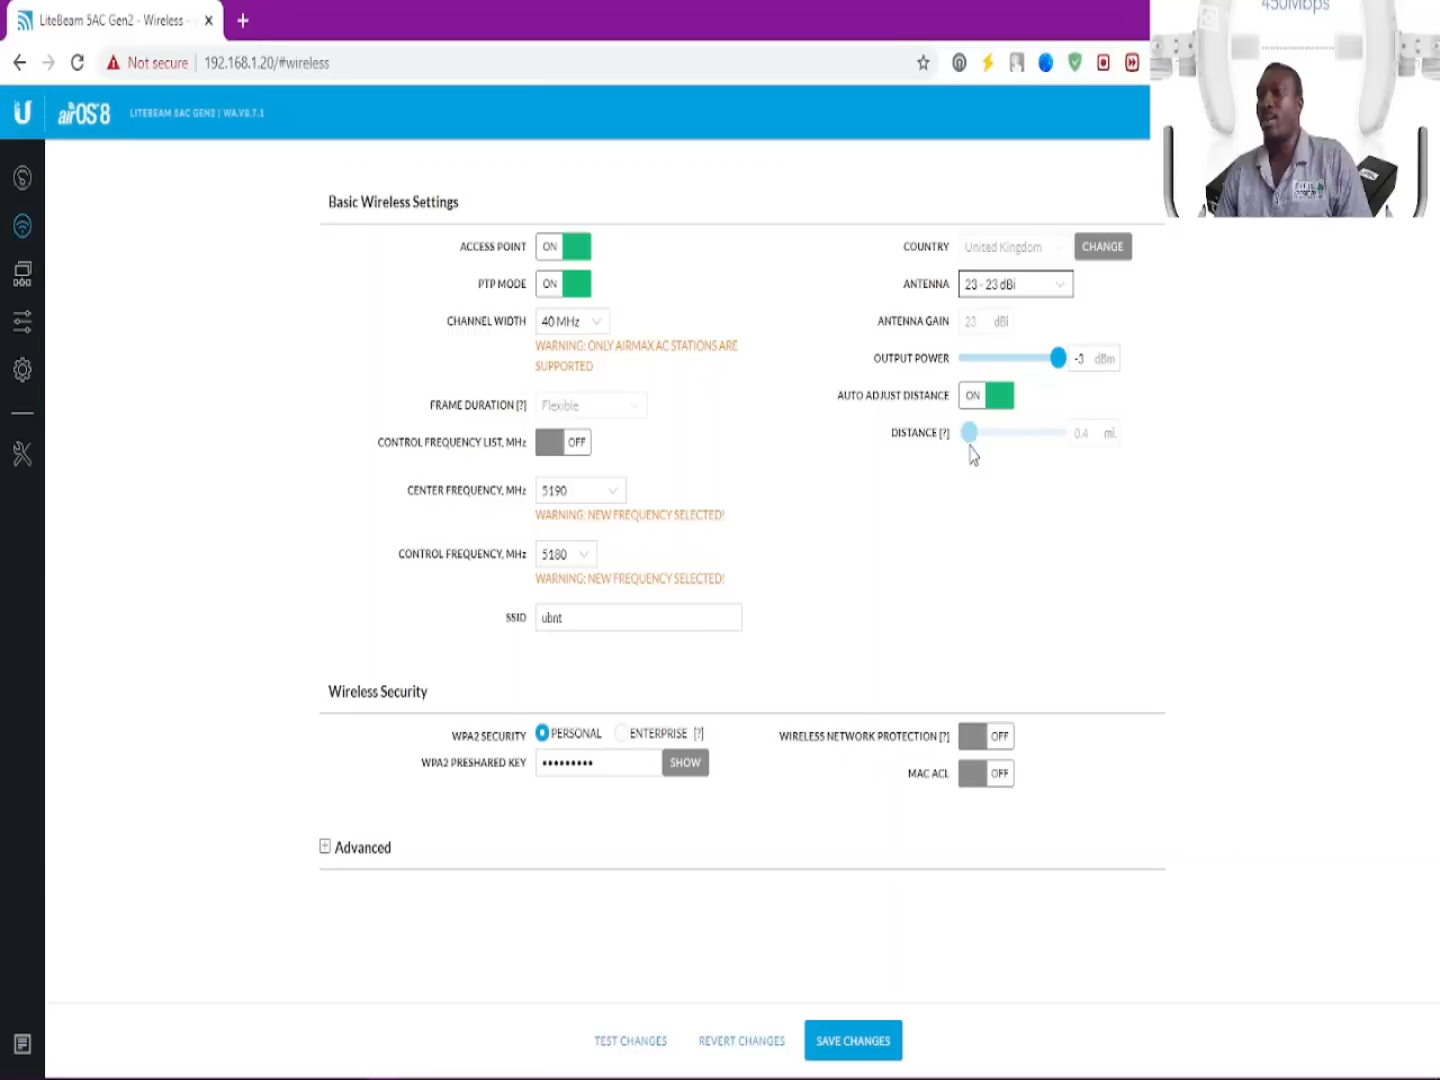 LiteBeam 5AC Gen2 - Wireless -
450Mbps
Not secure
192.168.1.20/#wireless
airOS 8
LITEBEAM 5AC GEN2 | WA.V8.7.1
Basic Wireless Settings
ACCESS POINT ON
PTP MODE ON
CHANNEL WIDTH 40 MHz
WARNING: ONLY AIRMAX AC STATIONS ARE
SUPPORTED
FRAME DURATION [?] Flexible
CONTROL FREQUENCY LIST, MHz OFF
CENTER FREQUENCY, MHz 5190
WARNING: NEW FREQUENCY SELECTED!
CONTROL FREQUENCY, MHz 5180
WARNING: NEW FREQUENCY SELECTED!
SSID ubnt
COUNTRY United Kingdom CHANGE
ANTENNA 23 - 23 dBi
ANTENNA GAIN 23 dBi
OUTPUT POWER -3 dBm
AUTO ADJUST DISTANCE ON
DISTANCE [?] 0.4 mi.
Wireless Security
WPA2 SECURITY PERSONAL ENTERPRISE [?]
WPA2 PRESHARED KEY ••••••••• SHOW
WIRELESS NETWORK PROTECTION [?] OFF
MAC ACL OFF
Advanced
TEST CHANGES REVERT CHANGES SAVE CHANGES